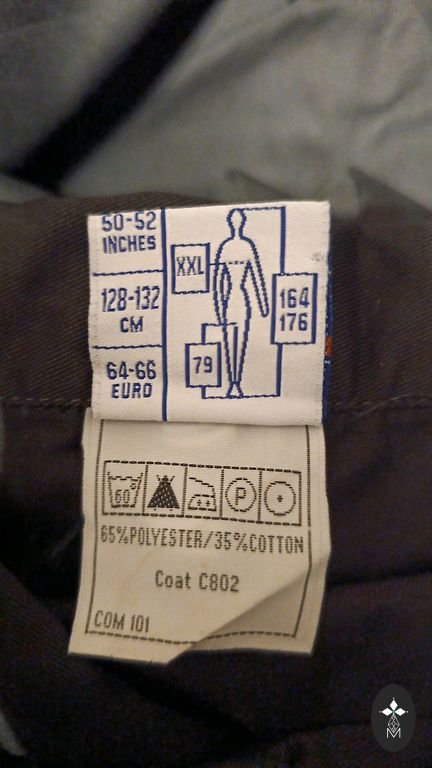 50-52
INCHES
128-132
CM
64-66
EURO
XXL
164
176
79
60
P
65%POLYESTER/35%COTTON
Coat C802
COM 101
M